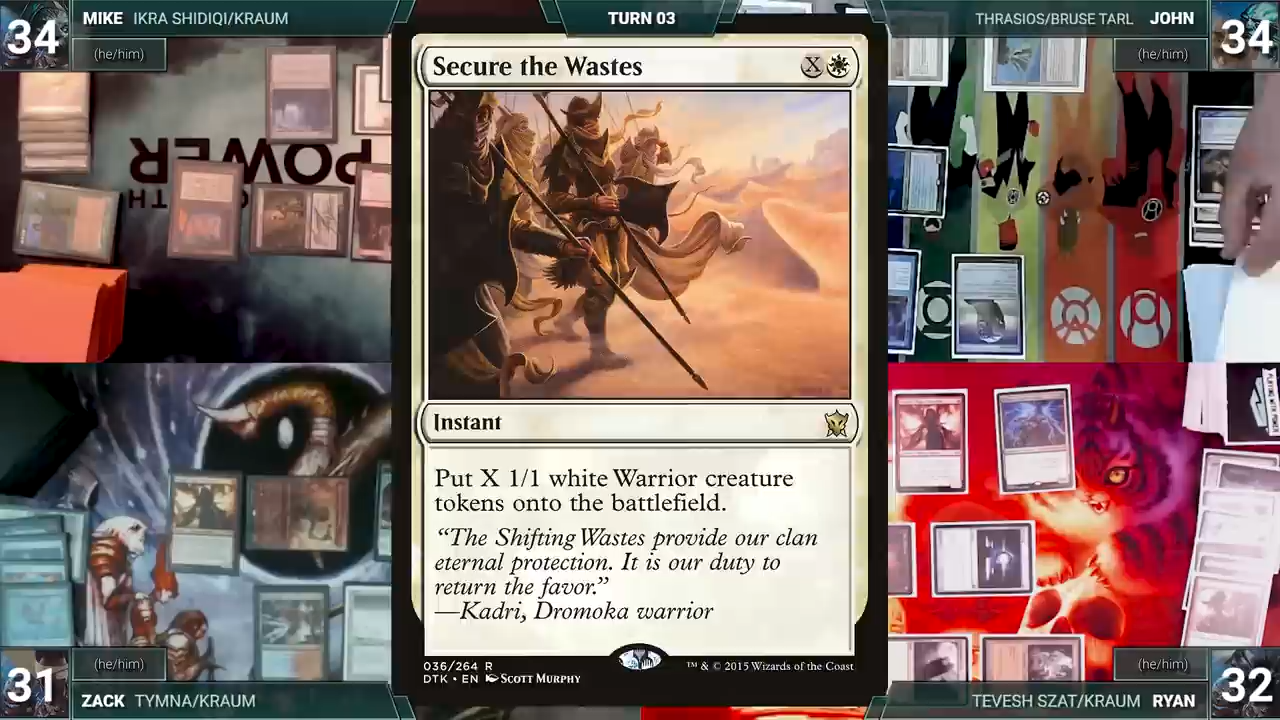 34
MIKE IKRA SHIDIQI/KRAUM
(he/him)
TURN 03
THRASIOS/BRUSE TARL JOHN
(he/him)
34
POWER
Secure the Wastes
X
Instant
Put X 1/1 white Warrior creature
tokens onto the battlefield.
“The Shifting Wastes provide our clan
eternal protection. It is our duty to
return the favor.”
—Kadri, Dromoka warrior
036/264 R
DTK • EN SCOTT MURPHY
™ & © 2015 Wizards of the Coast
31
(he/him)
ZACK TYMNA/KRAUM
(he/him)
TEVESH SZAT/KRAUM RYAN
32